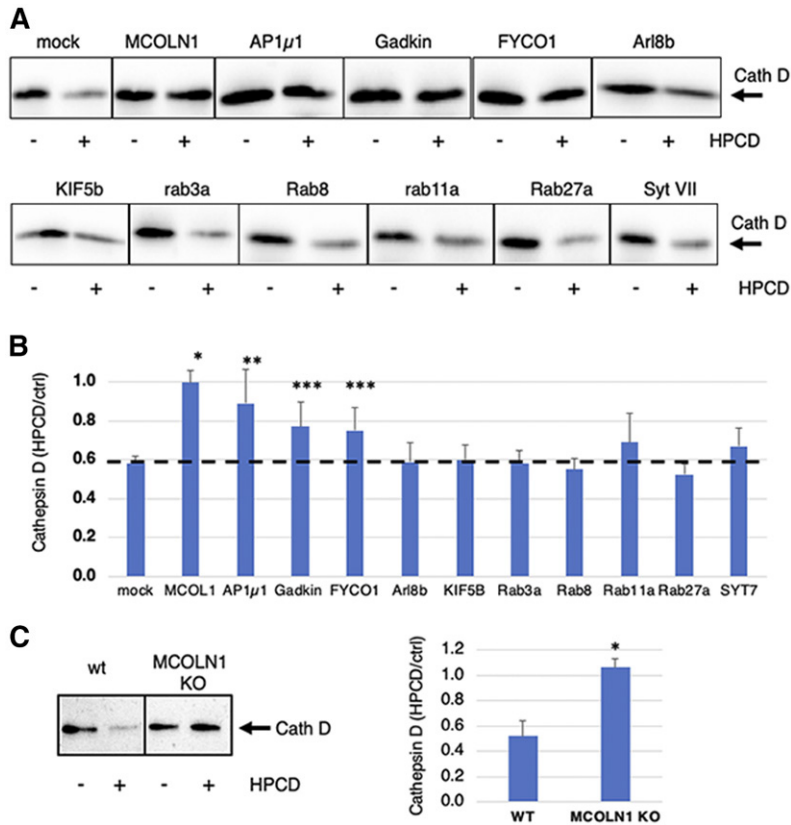 A
mock MCOLN1 AP1µ1 Gadkin FYCO1 Arl8b
Cath D
- + - + - + - + - + - + HPCD
KIF5b rab3a Rab8 rab11a Rab27a Syt VII
Cath D
- + - + - + - + - + - + HPCD
B
Cathepsin D (HPCD/ctrl)
1.0
0.8
0.6
0.4
0.2
0.0
* ** *** ***
mock MCOL1 AP1µ1 Gadkin FYCO1 Arl8b KIF5B Rab3a Rab8 Rab11a Rab27a SYT7
C
wt MCOLN1
KO
Cath D
- + - + HPCD
Cathepsin D (HPCD/ctrl)
1.2
1.0
0.8
0.6
0.4
0.2
0.0
*
WT MCOLN1 KO